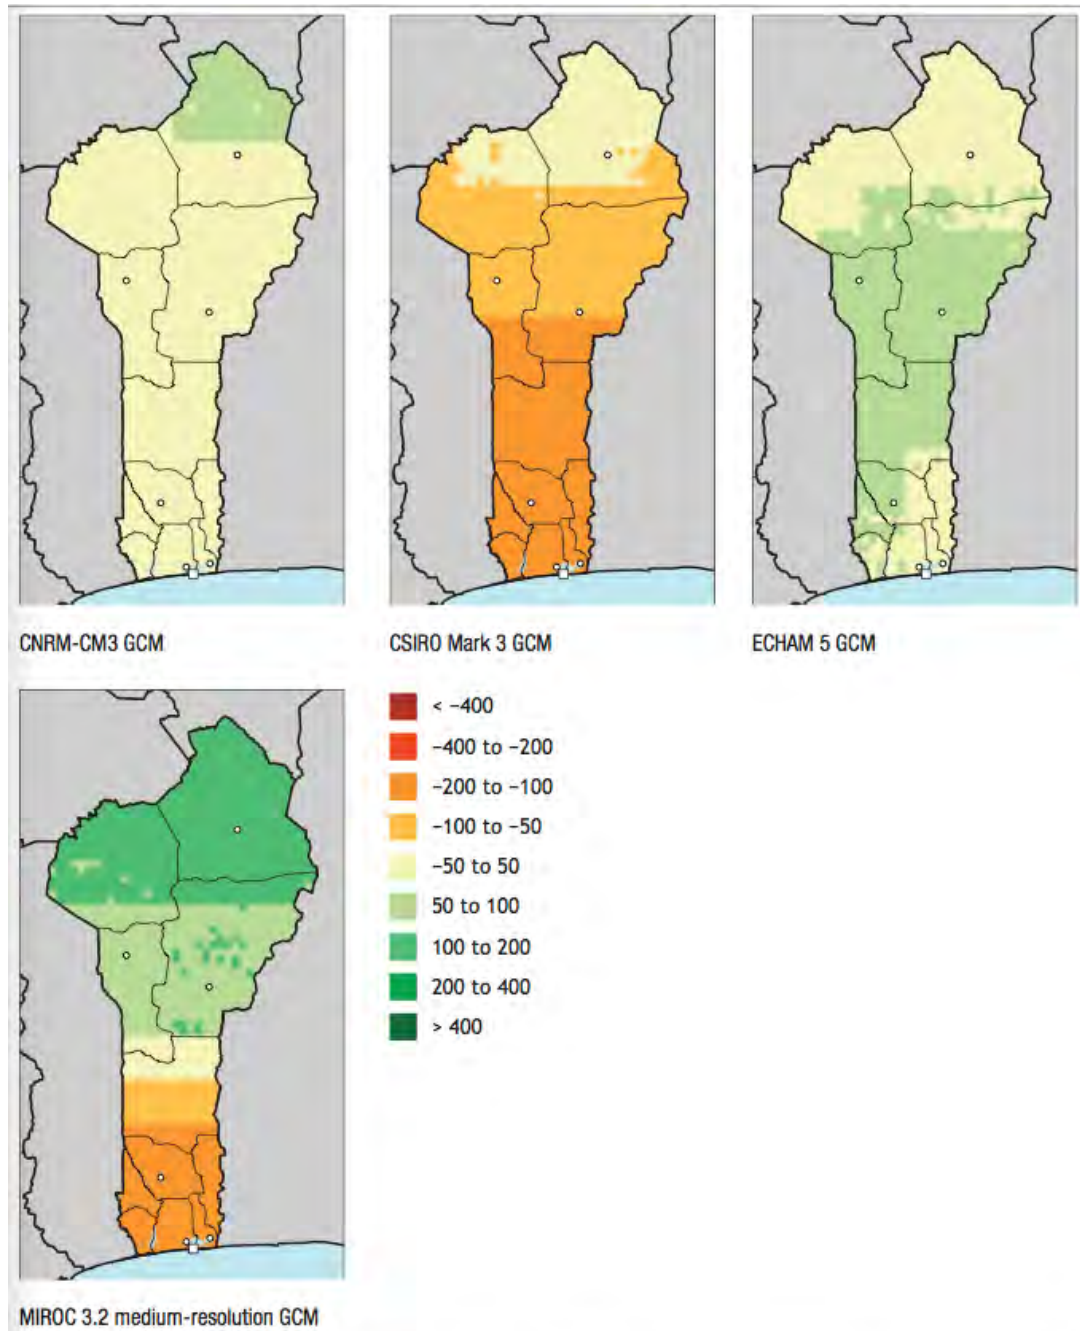 CNRM-CM3 GCM
CSIRO Mark 3 GCM
ECHAM 5 GCM
< −400
−400 to −200
−200 to −100
−100 to −50
−50 to 50
50 to 100
100 to 200
200 to 400
> 400
MIROC 3.2 medium-resolution GCM